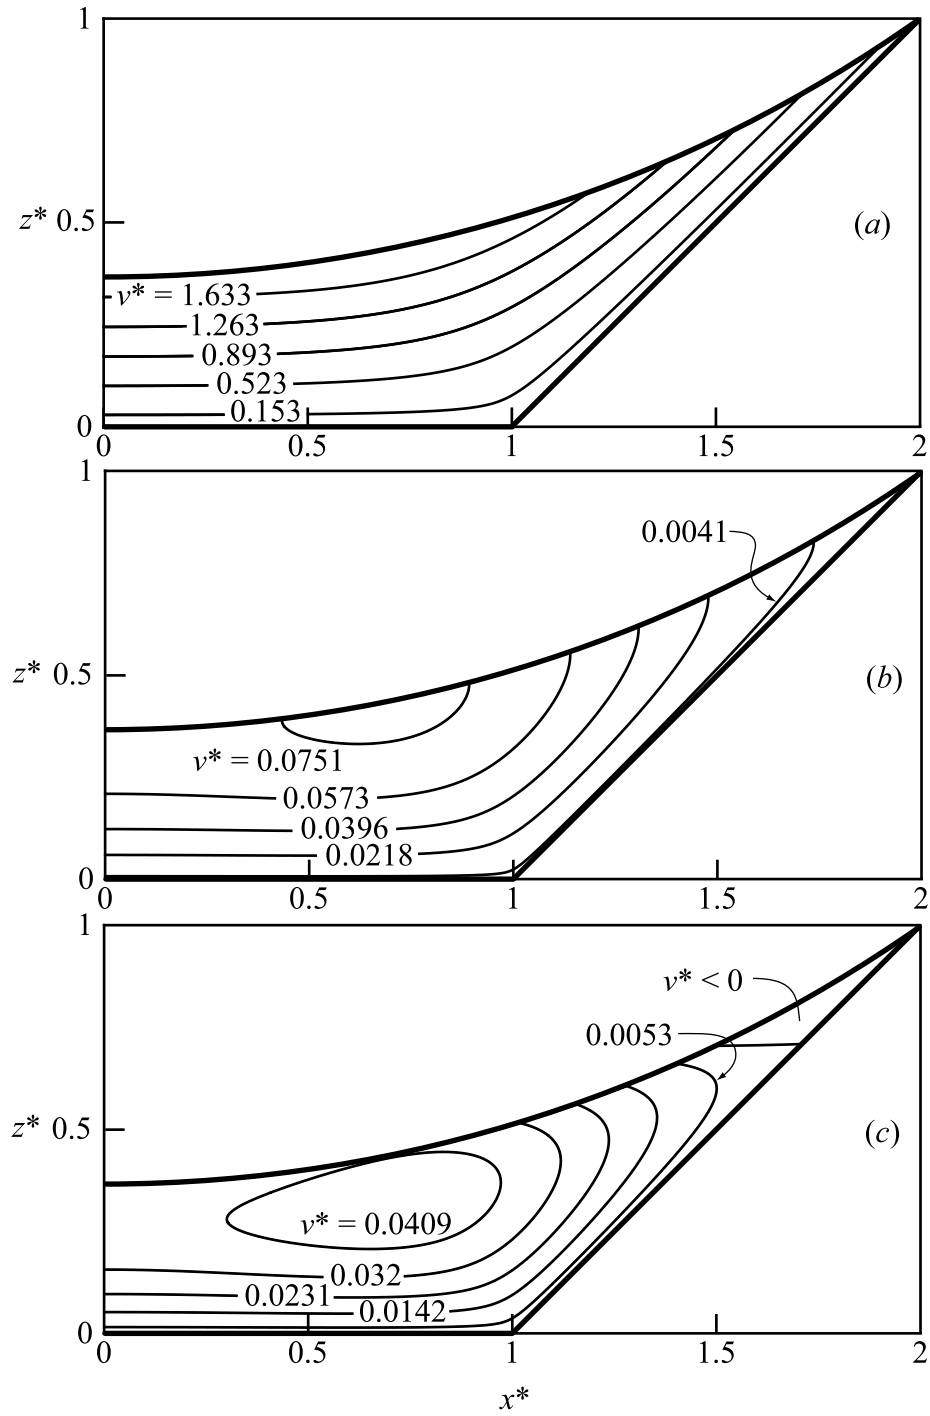 1
z* 0.5
(a)
v* = 1.633
1.263
0.893
0.523
0.153
0
0 0.5 1 1.5 2
1
0.0041
z* 0.5
(b)
v* = 0.0751
0.0573
0.0396
0.0218
0
0 0.5 1 1.5 2
1
v* < 0
0.0053
z* 0.5
(c)
v* = 0.0409
0.032
0.0231
0.0142
0
0 0.5 1 1.5 2
x*